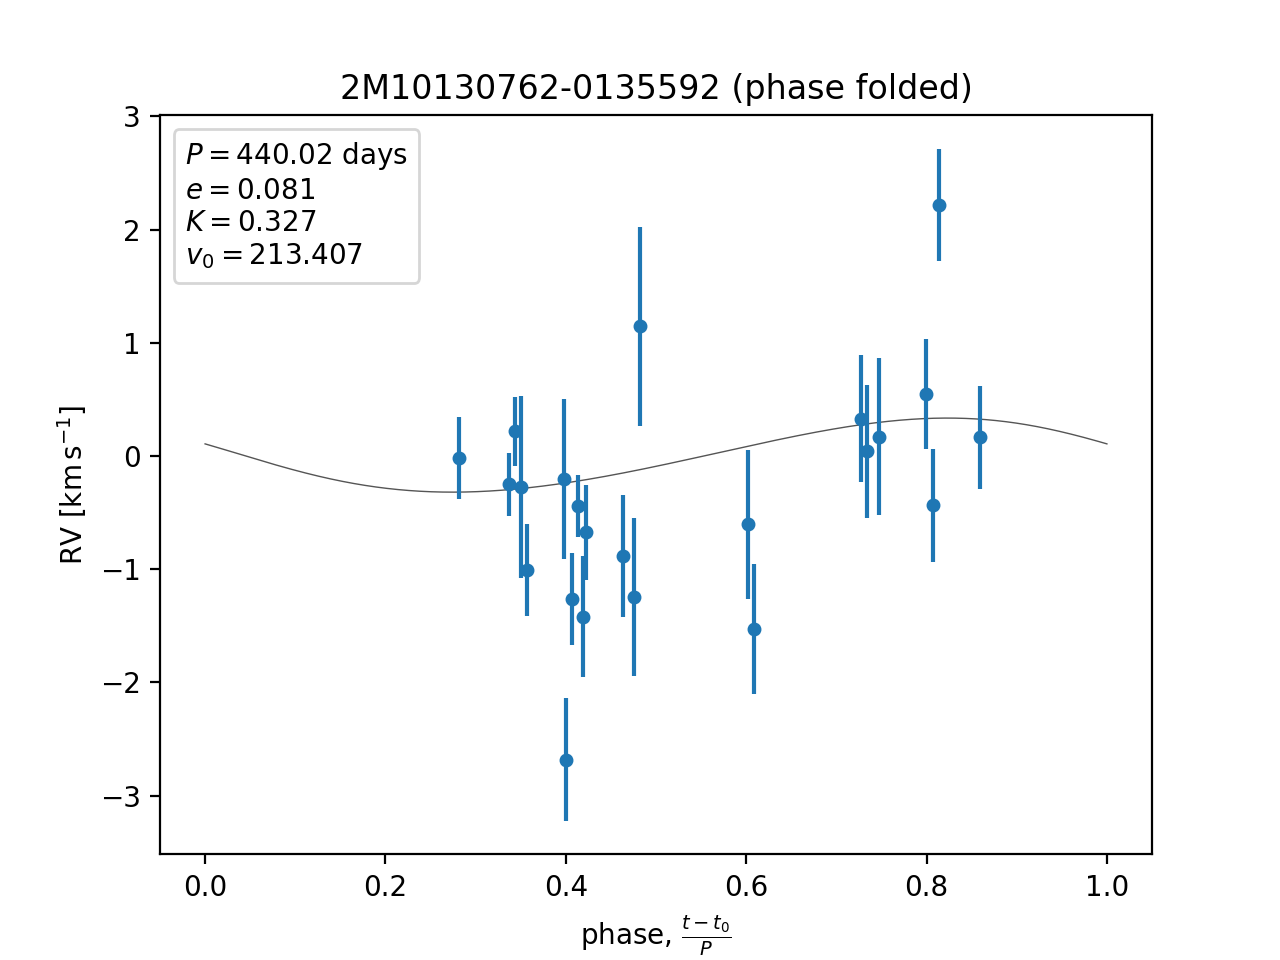 2M10130762-0135592 (phase folded)
P = 440.02 days
e = 0.081
K = 0.327
v₀ = 213.407
3
2
1
0
−1
−2
−3
RV [km s⁻¹]
0.0 0.2 0.4 0.6 0.8 1.0
phase, (t − t₀)/P